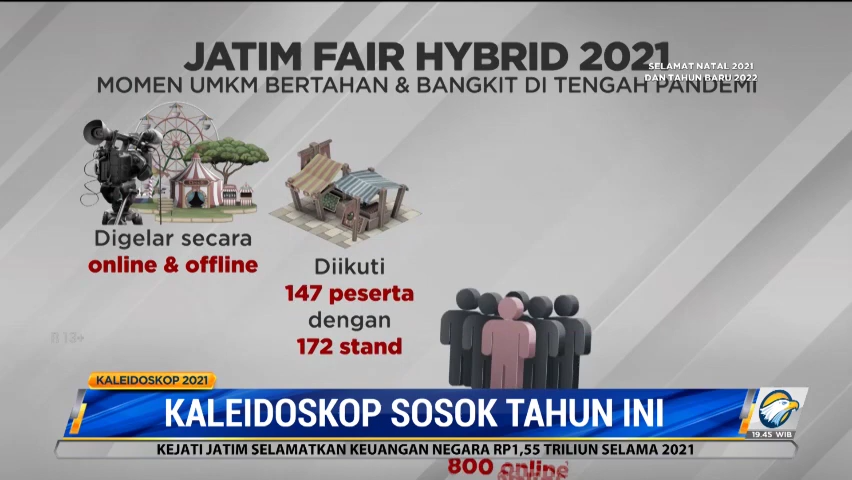 JATIM FAIR HYBRID 2021
MOMEN UMKM BERTAHAN & BANGKIT DI TENGAH PANDEMI
SELAMAT NATAL 2021
DAN TAHUN BARU 2022
Digelar secara
online & offline
Diikuti
147 peserta
dengan
172 stand
R 13+
KALEIDOSKOP 2021
KALEIDOSKOP SOSOK TAHUN INI
19.45 WIB
KEJATI JATIM SELAMATKAN KEUANGAN NEGARA RP1,55 TRILIUN SELAMA 2021
800 online